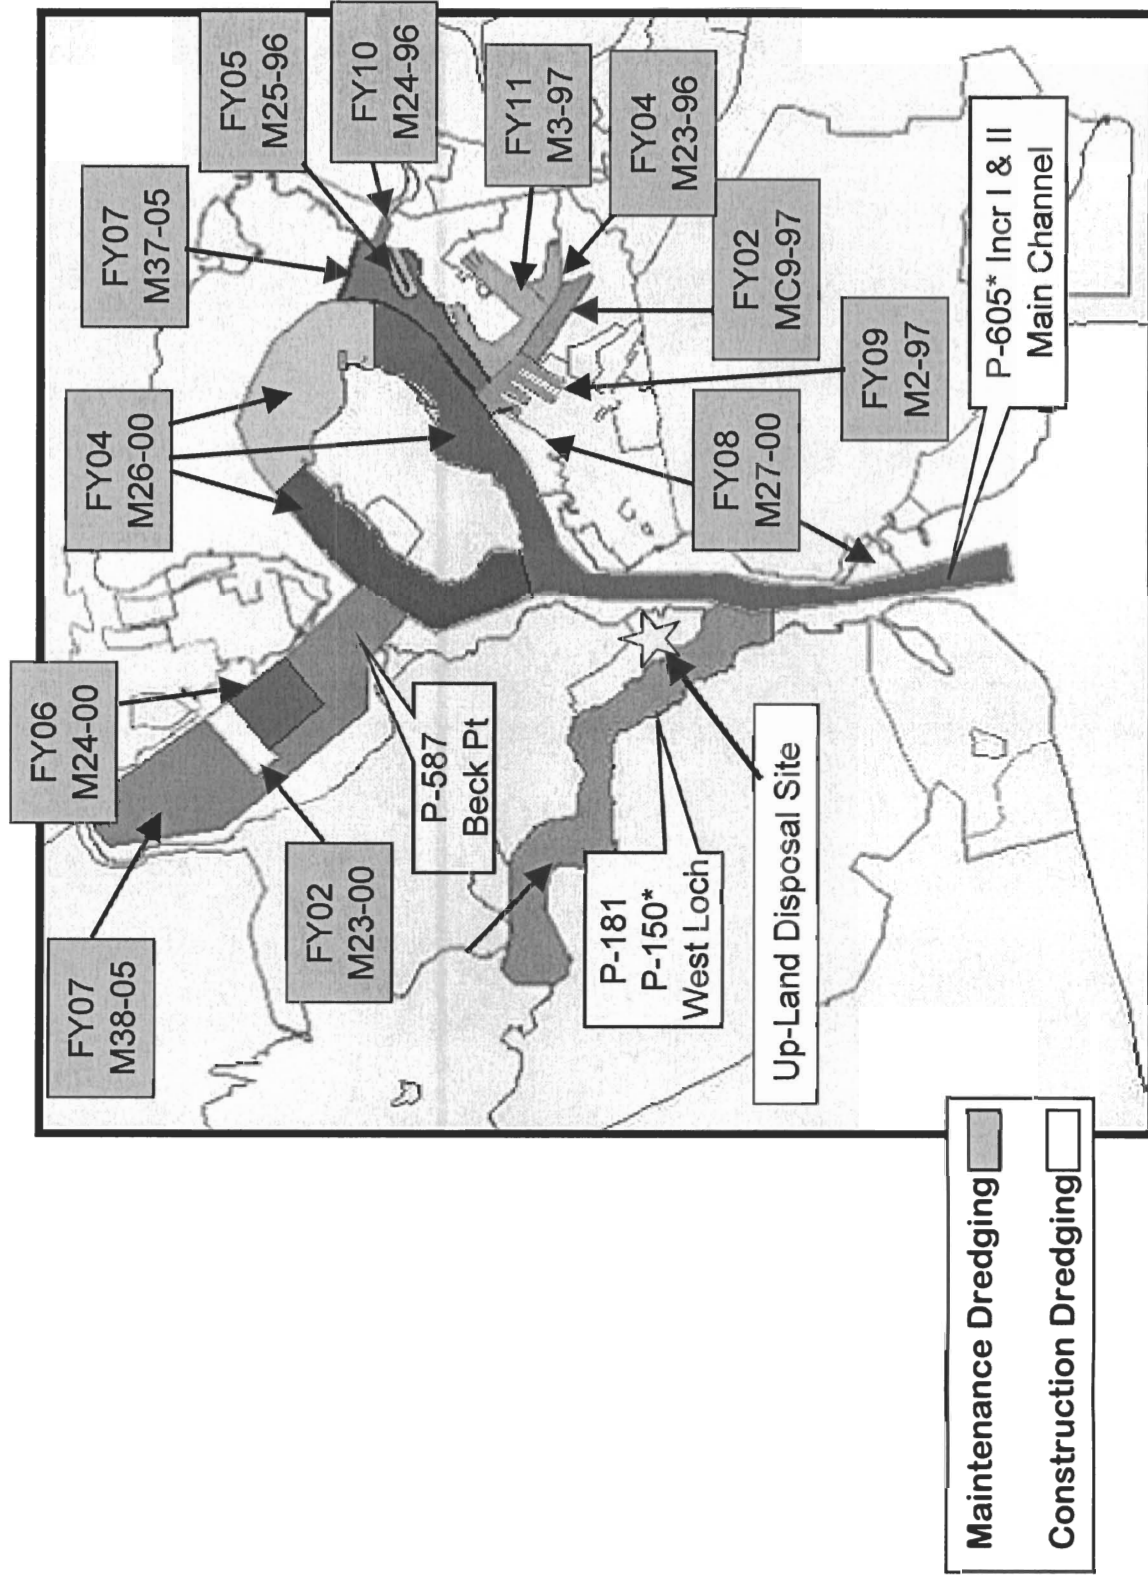 FY07
M38-05
FY06
M24-00
FY04
M26-00
FY07
M37-05
FY05
M25-96
FY10
M24-96
FY11
M3-97
FY04
M23-96
FY02
MC9-97
FY09
M2-97
FY08
M27-00
FY02
M23-00
P-587
Beck Pt
P-181
P-150*
West Loch
Up-Land Disposal Site
P-605* Incr I & II
Main Channel
Maintenance Dredging
Construction Dredging